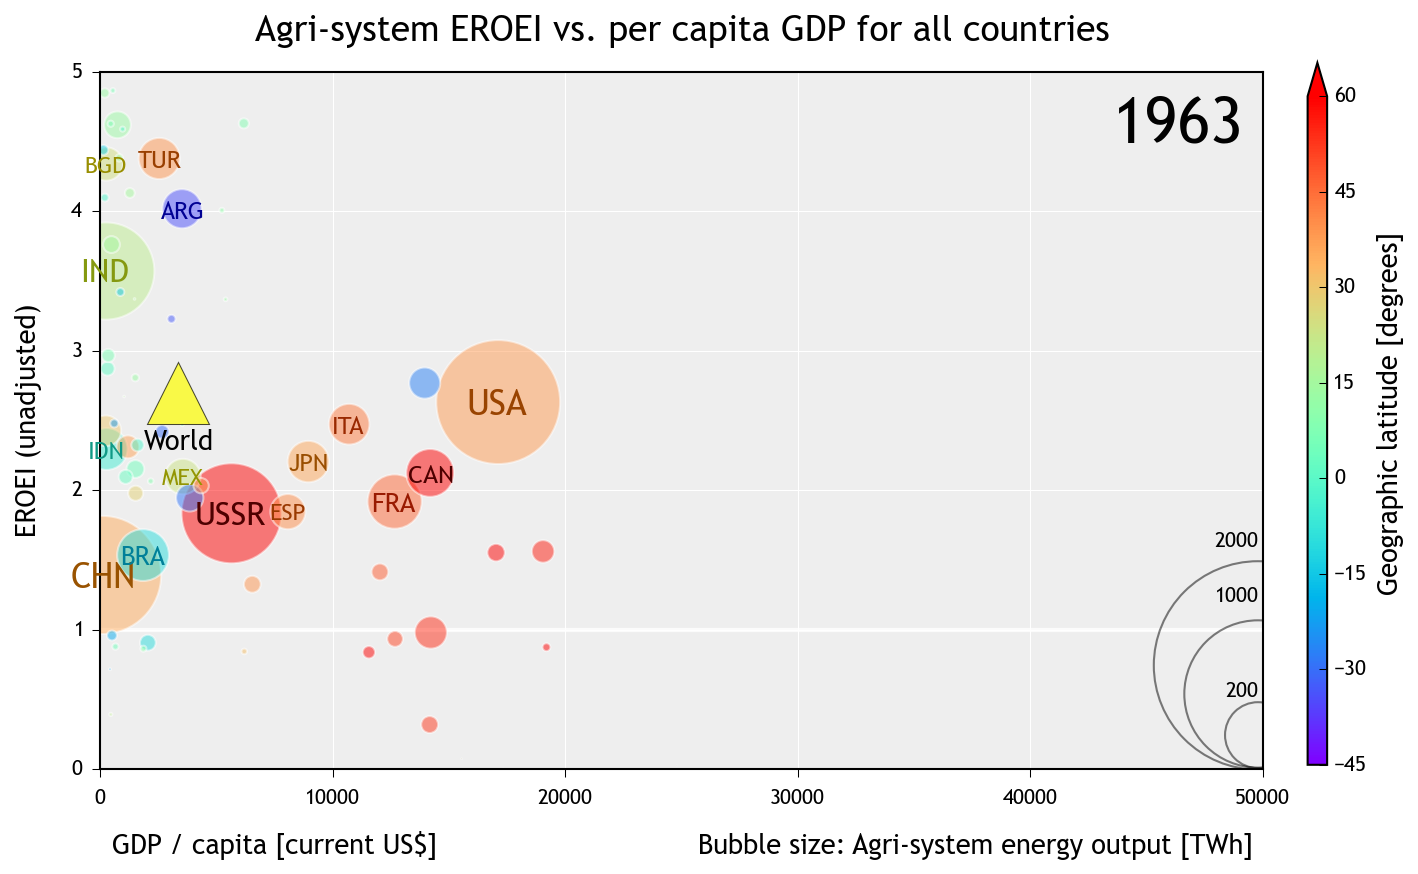 Agri-system EROEI vs. per capita GDP for all countries
1963
5
4
3
2
1
0
EROEI (unadjusted)
BGD
TUR
ARG
IND
World
USA
ITA
IDN
JPN
MEX
CAN
USSR
ESP
FRA
BRA
CHN
2000
1000
200
0
10000
20000
30000
40000
50000
GDP / capita [current US$]
Bubble size: Agri-system energy output [TWh]
60
45
30
15
0
−15
−30
−45
Geographic latitude [degrees]